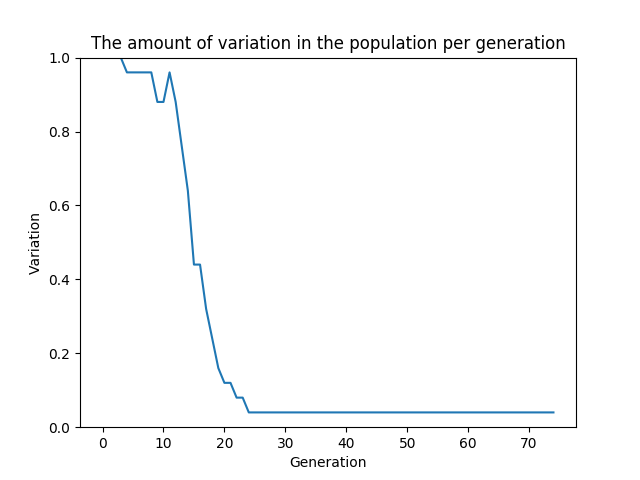 The amount of variation in the population per generation
1.0
0.8
0.6
0.4
0.2
0.0
Variation
0 10 20 30 40 50 60 70
Generation